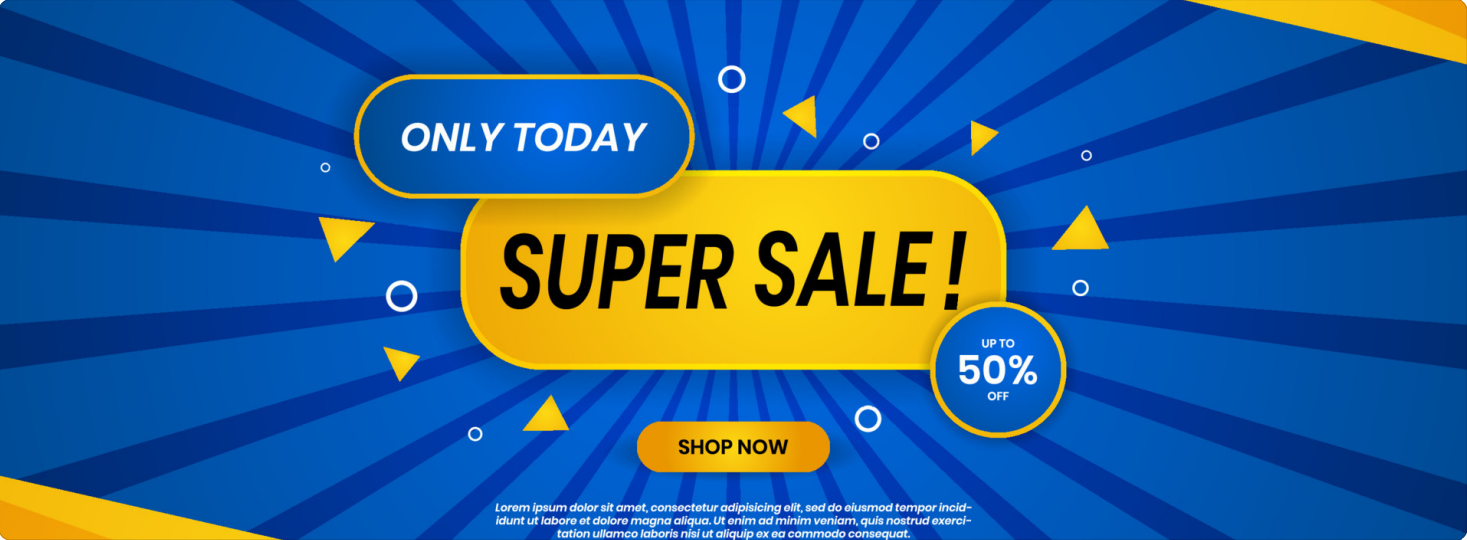 ONLY TODAY
SUPER SALE!
UP TO
50%
OFF
SHOP NOW
Lorem ipsum dolor sit amet, consectetur adipisicing elit, sed do eiusmod tempor incid-
idunt ut labore et dolore magna aliqua. Ut enim ad minim veniam, quis nostrud exerci-
tation ullamco laboris nisi ut aliquip ex ea commodo consequat.